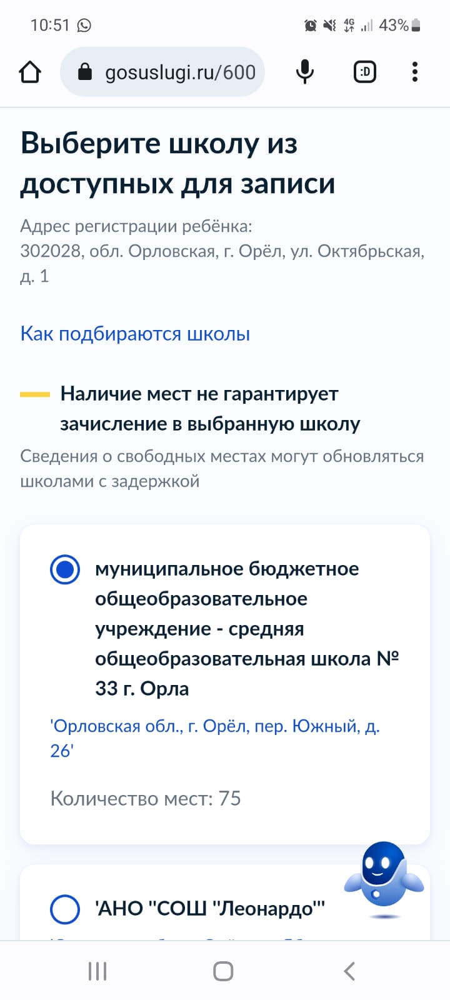 10:51
4G
43%
gosuslugi.ru/600
:D
Выберите школу из
доступных для записи
Адрес регистрации ребёнка:
302028, обл. Орловская, г. Орёл, ул. Октябрьская,
д. 1
Как подбираются школы
Наличие мест не гарантирует
зачисление в выбранную школу
Сведения о свободных местах могут обновляться
школами с задержкой
муниципальное бюджетное
общеобразовательное
учреждение - средняя
общеобразовательная школа №
33 г. Орла
'Орловская обл., г. Орёл, пер. Южный, д.
26'
Количество мест: 75
'АНО "СОШ "Леонардо"'